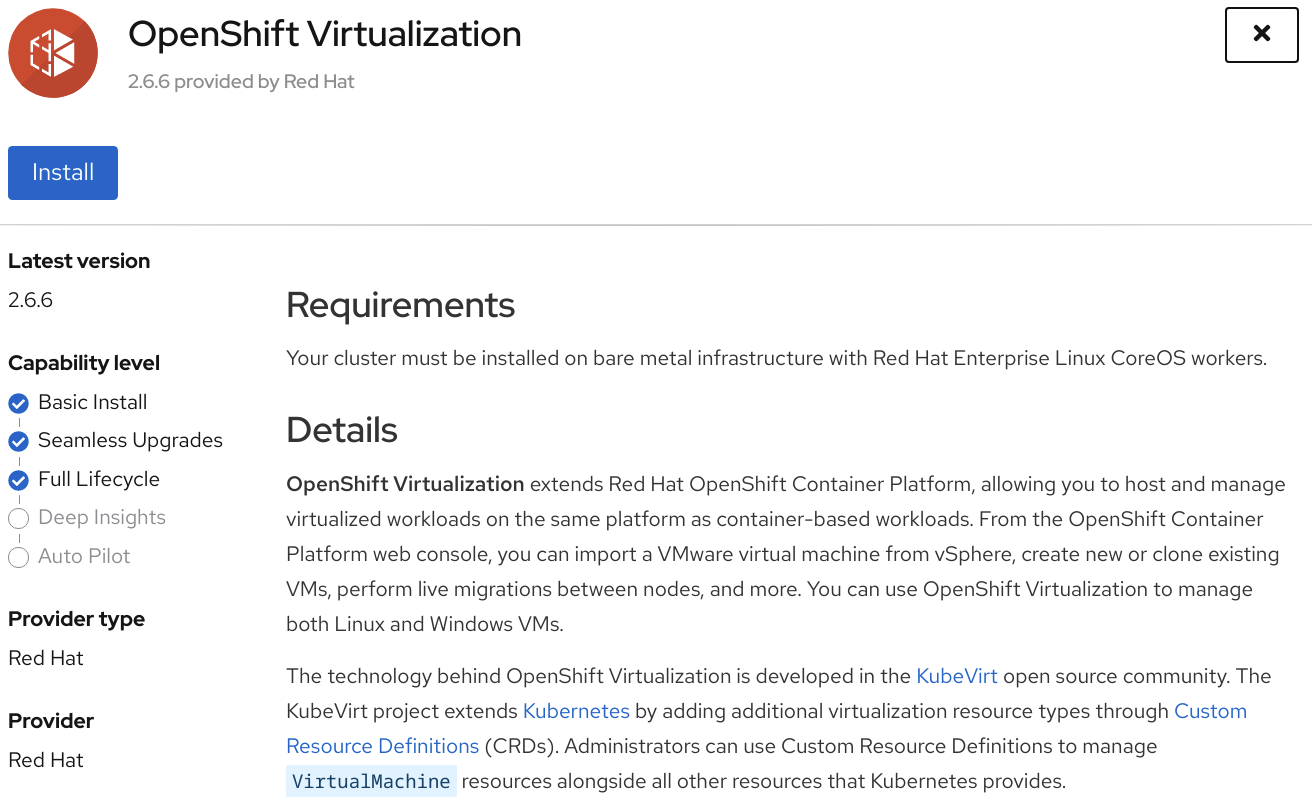 OpenShift Virtualization
2.6.6 provided by Red Hat
Install
Latest version
2.6.6
Capability level
Basic Install
Seamless Upgrades
Full Lifecycle
Deep Insights
Auto Pilot
Provider type
Red Hat
Provider
Red Hat
Requirements
Your cluster must be installed on bare metal infrastructure with Red Hat Enterprise Linux CoreOS workers.
Details
OpenShift Virtualization extends Red Hat OpenShift Container Platform, allowing you to host and manage
virtualized workloads on the same platform as container-based workloads. From the OpenShift Container
Platform web console, you can import a VMware virtual machine from vSphere, create new or clone existing
VMs, perform live migrations between nodes, and more. You can use OpenShift Virtualization to manage
both Linux and Windows VMs.
The technology behind OpenShift Virtualization is developed in the KubeVirt open source community. The
KubeVirt project extends Kubernetes by adding additional virtualization resource types through Custom
Resource Definitions (CRDs). Administrators can use Custom Resource Definitions to manage
VirtualMachine resources alongside all other resources that Kubernetes provides.